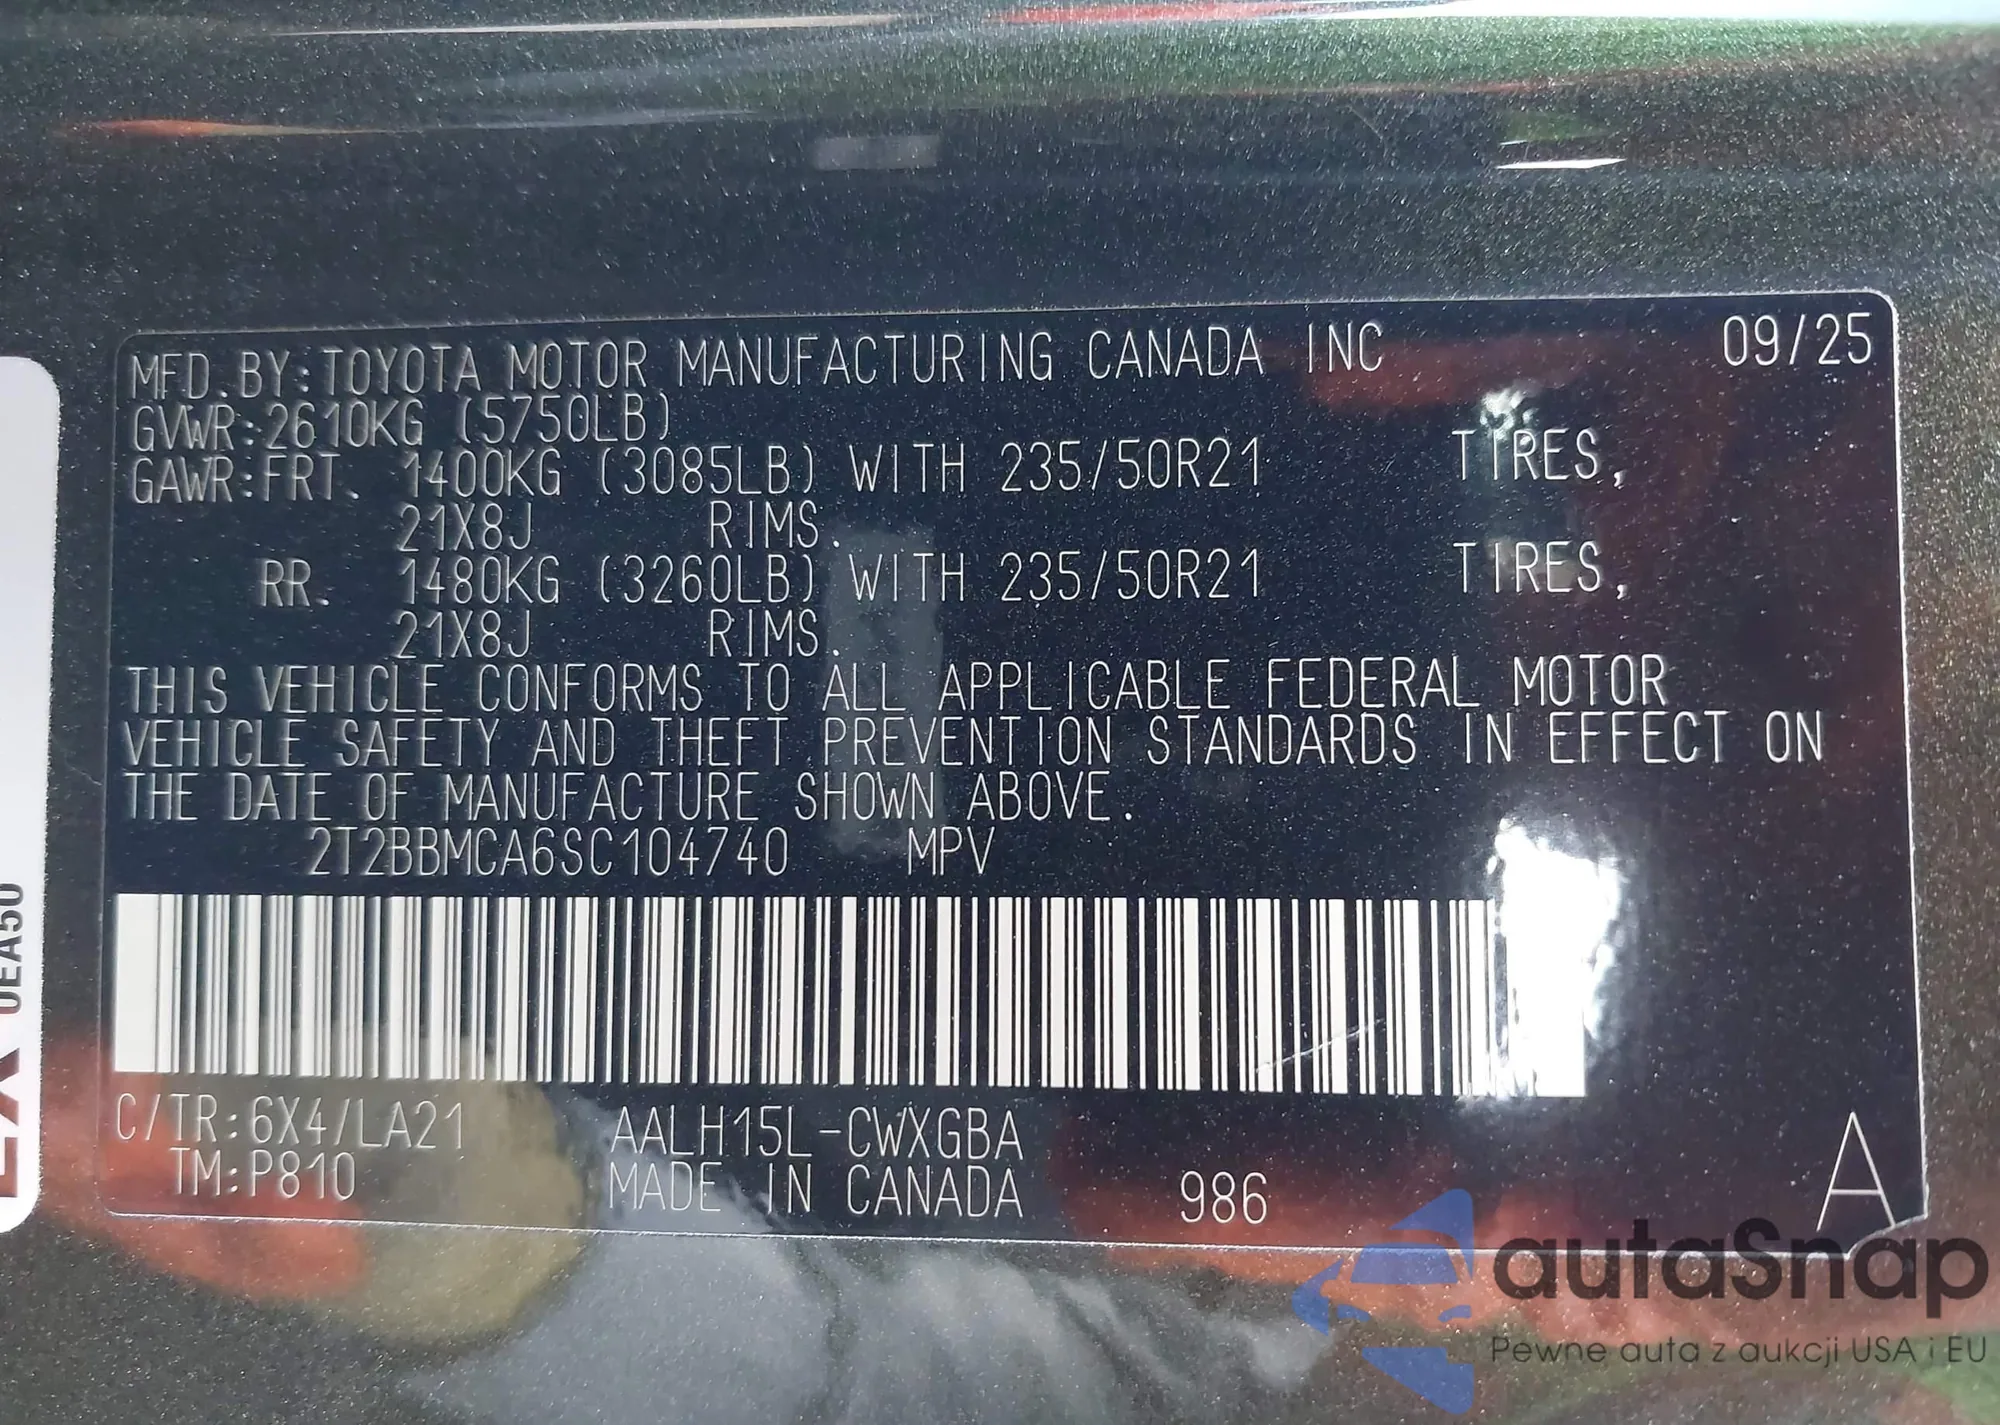 MFD.BY:TOYOTA MOTOR MANUFACTURING CANADA INC 09/25
GVWR:2610KG (5750LB)
GAWR:FRT. 1400KG (3085LB) WITH 235/50R21 TIRES,
21X8J RIMS.
RR. 1480KG (3260LB) WITH 235/50R21 TIRES,
21X8J RIMS.
THIS VEHICLE CONFORMS TO ALL APPLICABLE FEDERAL MOTOR
VEHICLE SAFETY AND THEFT PREVENTION STANDARDS IN EFFECT ON
THE DATE OF MANUFACTURE SHOWN ABOVE.
2T2BBMCA6SC104740 MPV
C/TR:6X4/LA21 AALH15L-CWXGBA
TM:P810 MADE IN CANADA 986 A
autaSnap
Pewne auta z aukcji USA i EU